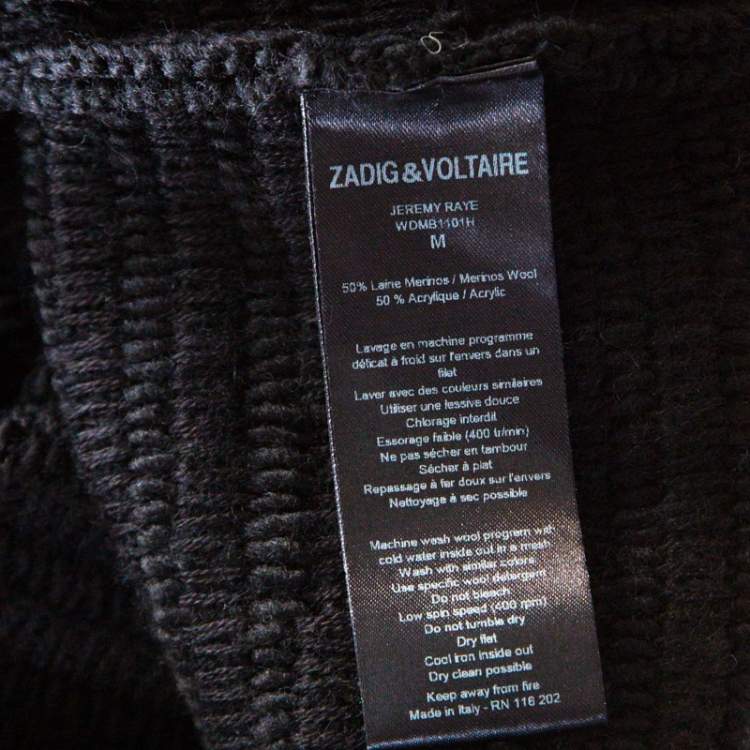 ZADIG&VOLTAIRE
JEREMY RAYE
WDMB1101H
M
50% Laine Merinos / Merinos Wool
50 % Acrylique / Acrylic
Lavage en machine programme
délicat à froid sur l'envers dans un
filet
Laver avec des couleurs similaires
Utiliser une lessive douce
Chlorage interdit
Essorage faible (400 tr/min)
Ne pas sécher en tambour
Sécher à plat
Repassage à fer doux sur l'envers
Nettoyage à sec possible
Machine wash wool program with
cold water inside out in a mesh
Wash with similar colors
Use specific wool detergent
Do not bleach
Low spin speed (400 rpm)
Do not tumble dry
Dry flat
Cool iron inside out
Dry clean possible
Keep away from fire
Made in Italy - RN 116 202